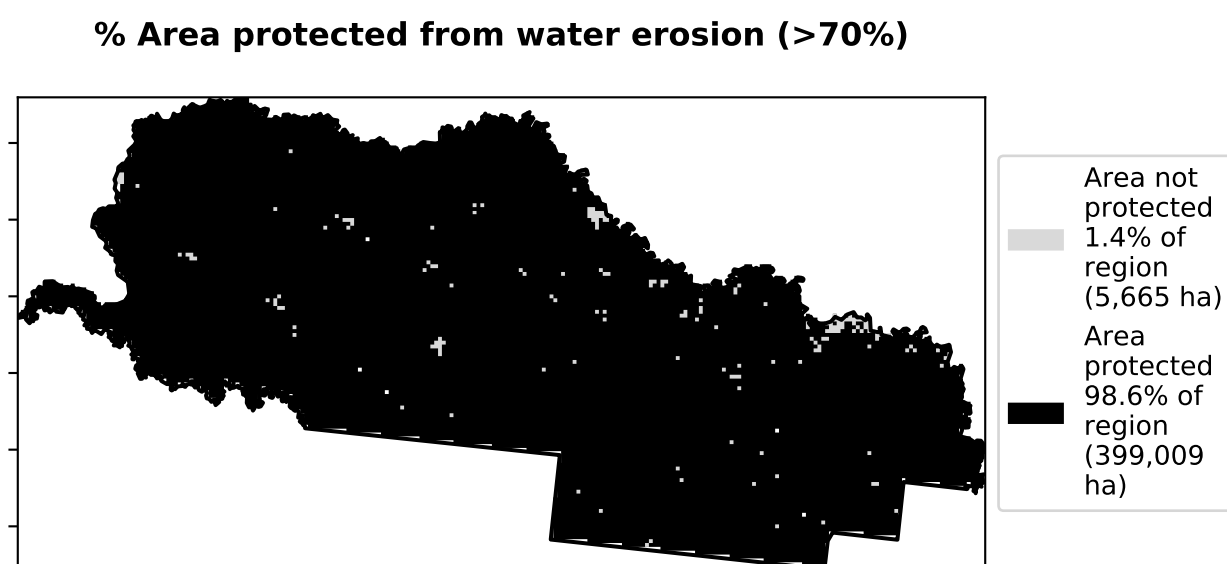 % Area protected from water erosion (>70%)
Area not
protected
1.4% of
region
(5,665 ha)
Area
protected
98.6% of
region
(399,009
ha)